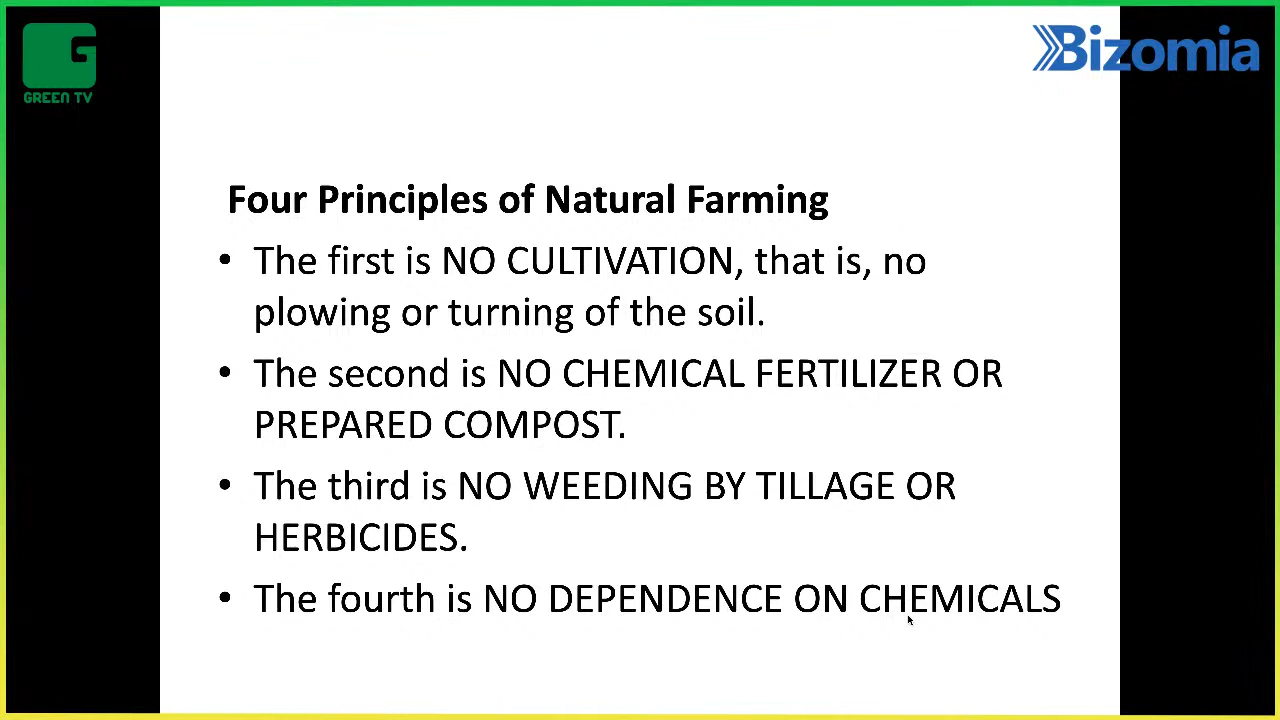 G
GREEN TV
Bizomia
Four Principles of Natural Farming
• The first is NO CULTIVATION, that is, no
plowing or turning of the soil.
• The second is NO CHEMICAL FERTILIZER OR
PREPARED COMPOST.
• The third is NO WEEDING BY TILLAGE OR
HERBICIDES.
• The fourth is NO DEPENDENCE ON CHEMICALS